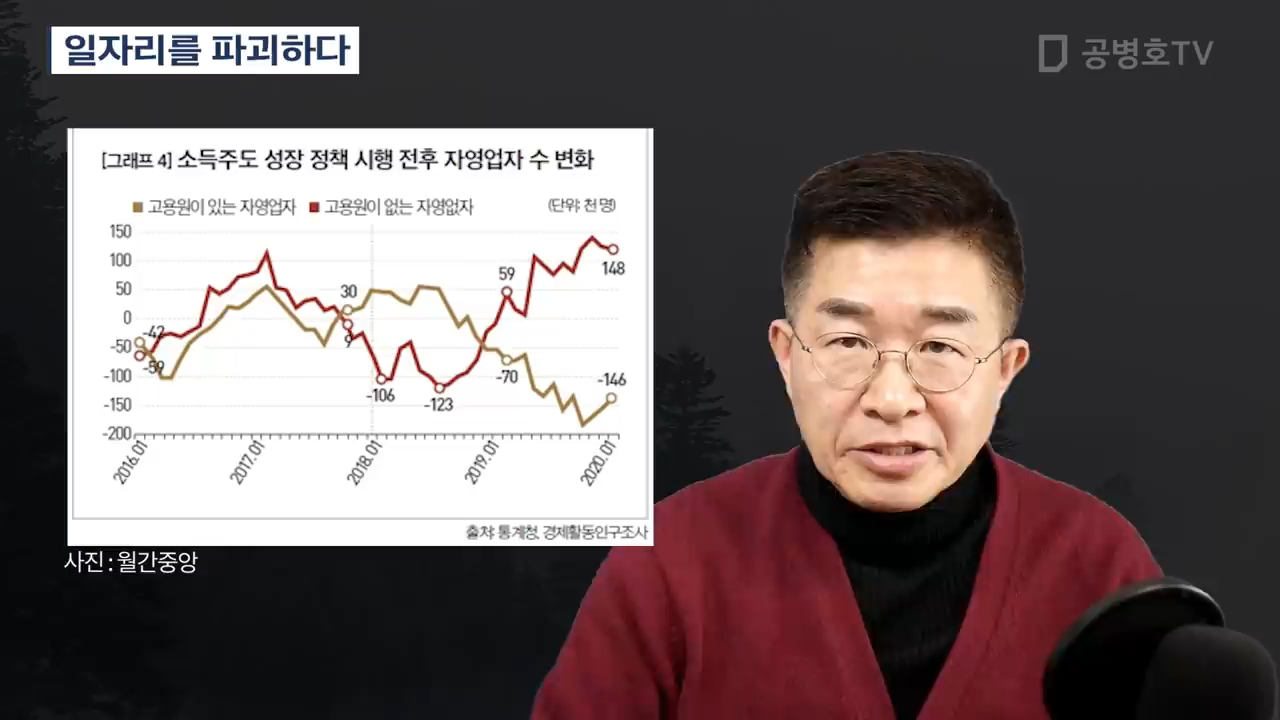 일자리를 파괴하다
공병호TV
[그래프 4] 소득주도 성장 정책 시행 전후 자영업자 수 변화
고용원이 있는 자영업자 고용원이 없는 자영없자 (단위: 천 명)
150
100
50
0
-50
-100
-150
-200
-42
-59
30
9
-106
-123
59
-70
148
-146
2016.01 2017.01 2018.01 2019.01 2020.01
출처: 통계청, 경제활동인구조사
사진 : 월간중앙